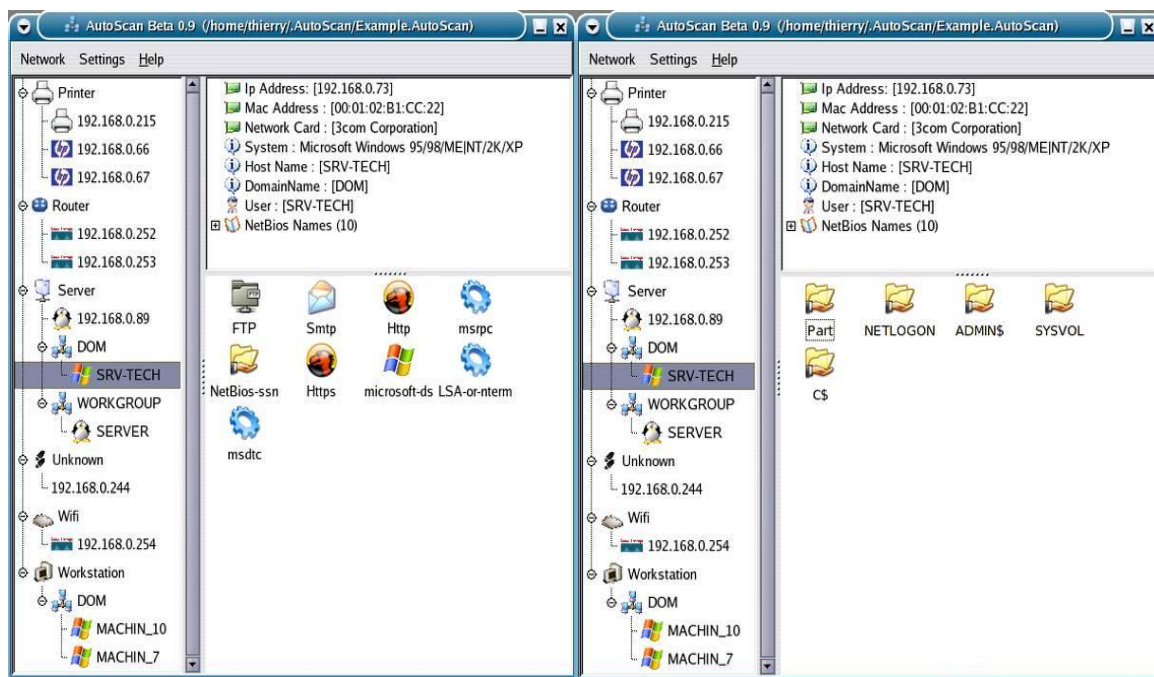 AutoScan Beta 0.9 (/home/thierry/.AutoScan/Example.AutoScan)
Network Settings Help
Printer
192.168.0.215
192.168.0.66
192.168.0.67
Router
192.168.0.252
192.168.0.253
Server
192.168.0.89
DOM
SRV-TECH
WORKGROUP
SERVER
Unknown
192.168.0.244
Wifi
192.168.0.254
Workstation
DOM
MACHIN_10
MACHIN_7
Ip Address: [192.168.0.73]
Mac Address : [00:01:02:B1:CC:22]
Network Card : [3com Corporation]
System : Microsoft Windows 95/98/ME|NT/2K/XP
Host Name : [SRV-TECH]
DomainName : [DOM]
User : [SRV-TECH]
NetBios Names (10)
FTP Smtp Http msrpc
NetBios-ssn Https microsoft-ds LSA-or-nterm
msdtc
AutoScan Beta 0.9 (/home/thierry/.AutoScan/Example.AutoScan)
Network Settings Help
Printer
192.168.0.215
192.168.0.66
192.168.0.67
Router
192.168.0.252
192.168.0.253
Server
192.168.0.89
DOM
SRV-TECH
WORKGROUP
SERVER
Unknown
192.168.0.244
Wifi
192.168.0.254
Workstation
DOM
MACHIN_10
MACHIN_7
Ip Address: [192.168.0.73]
Mac Address : [00:01:02:B1:CC:22]
Network Card : [3com Corporation]
System : Microsoft Windows 95/98/ME|NT/2K/XP
Host Name : [SRV-TECH]
DomainName : [DOM]
User : [SRV-TECH]
NetBios Names (10)
Part NETLOGON ADMIN$ SYSVOL
C$